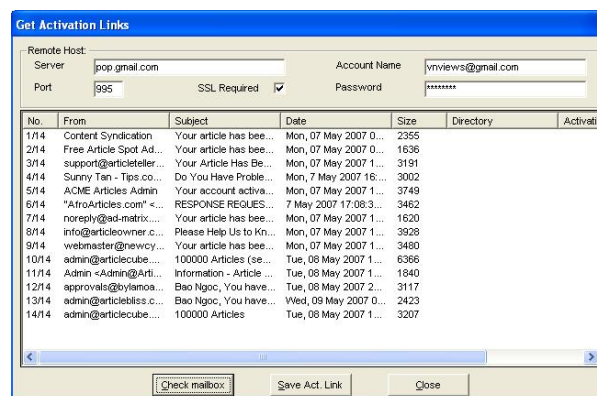 Get Activation Links
Remote Host:
Server pop.gmail.com Account Name vnviews@gmail.com
Port 995 SSL Required Password ********
No. From Subject Date Size Directory Activati
1/14 Content Syndication Your article has bee... Mon, 07 May 2007 0... 2355
2/14 Free Article Spot Ad... Your article has bee... Mon, 07 May 2007 0... 1636
3/14 support@articleteller... Your Article Has Be... Mon, 07 May 2007 1... 3191
4/14 Sunny Tan - Tips.co... Do You Have Proble... Mon, 7 May 2007 16:... 3002
5/14 ACME Articles Admin Your account activa... Mon, 07 May 2007 1... 3749
6/14 "AfroArticles.com" <... RESPONSE REQUES... 7 May 2007 17:08:3... 3462
7/14 noreply@ad-matrix.... Your article has bee... Mon, 07 May 2007 1... 1620
8/14 info@articleowner.c... Please Help Us to Kn... Mon, 07 May 2007 1... 3928
9/14 webmaster@newcy... Your article has bee... Mon, 07 May 2007 1... 3480
10/14 admin@articlecube.... 100000 Articles (se... Tue, 08 May 2007 1... 6366
11/14 Admin <Admin@Arti... Information - Article ... Tue, 08 May 2007 1... 1840
12/14 approvals@bylamoa... Bao Ngoc, You have... Tue, 08 May 2007 2... 3117
13/14 admin@articlebliss.c... Bao Ngoc, You have... Wed, 09 May 2007 0... 2423
14/14 admin@articlecube.... 100000 Articles Tue, 08 May 2007 1... 3207
Check mailbox Save Act. Link Close